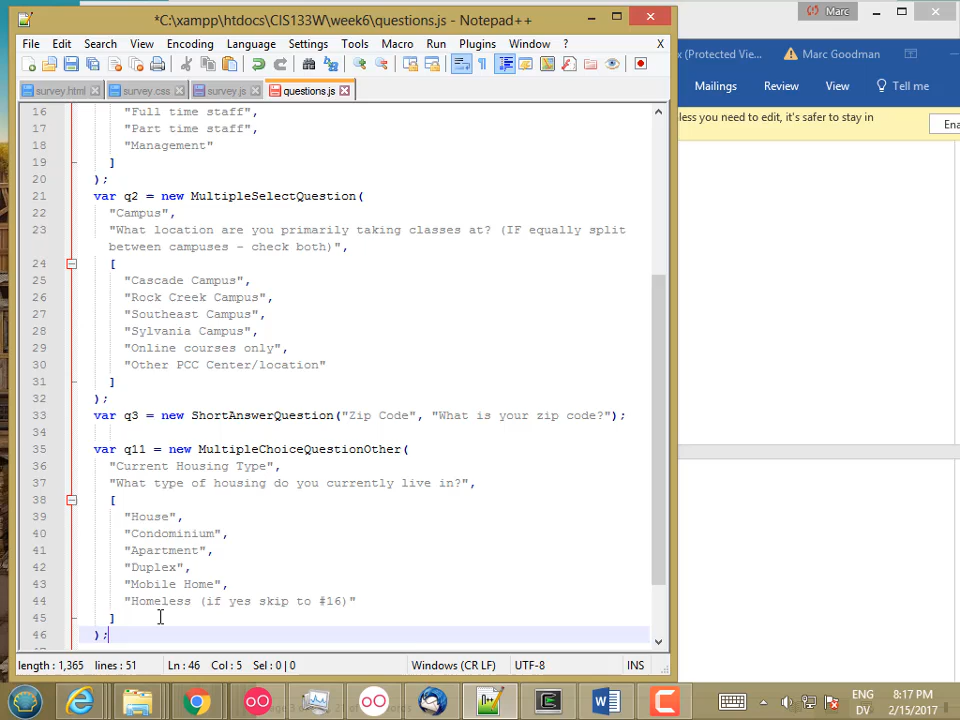 *C:\xampp\htdocs\CIS133W\week6\questions.js - Notepad++
Marc
File Edit Search View Encoding Language Settings Tools Macro Run Plugins Window ? X
x (Protected Vie...
Marc Goodman
Mailings Review View Tell me
survey.html survey.css survey.js questions.js
less you need to edit, it's safer to stay in
Ena
16 "Full time staff",
17 "Part time staff",
18 "Management"
19 ]
20 );
21 var q2 = new MultipleSelectQuestion(
22 "Campus",
23 "What location are you primarily taking classes at? (IF equally split
between campuses - check both)",
24 [
25 "Cascade Campus",
26 "Rock Creek Campus",
27 "Southeast Campus",
28 "Sylvania Campus",
29 "Online courses only",
30 "Other PCC Center/location"
31 ]
32 );
33 var q3 = new ShortAnswerQuestion("Zip Code", "What is your zip code?");
34
35 var q11 = new MultipleChoiceQuestionOther(
36 "Current Housing Type",
37 "What type of housing do you currently live in?",
38 [
39 "House",
40 "Condominium",
41 "Apartment",
42 "Duplex",
43 "Mobile Home",
44 "Homeless (if yes skip to #16)"
45 ]
46 );
length : 1,365 lines : 51 Ln : 46 Col : 5 Sel : 0 | 0 Windows (CR LF) UTF-8 INS
ENG
DV
8:17 PM
2/15/2017